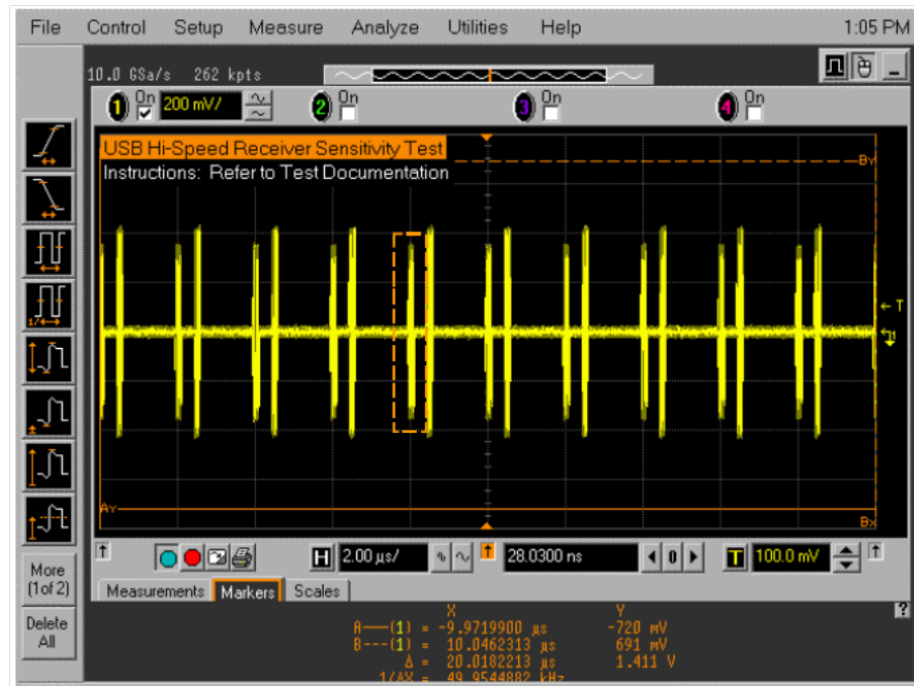 File Control Setup Measure Analyze Utilities Help 1:05 PM
10.0 GSa/s 262 kpts
1 On 200 mV/ 2 On 3 On 4 On
USB Hi-Speed Receiver Sensitivity Test
Instructions: Refer to Test Documentation
By
T
Ay
Bx
More
(1 of 2)
Delete
All
H 2.00 µs/ 28.0300 ns 0 T 100.0 mV
Measurements Markers Scales
?
X Y
A——(1) = -9.9719900 µs -720 mV
B---(1) = 10.0462313 µs 691 mV
Δ = 20.0182213 µs 1.411 V
1/ΔX = 49.9544882 kHz